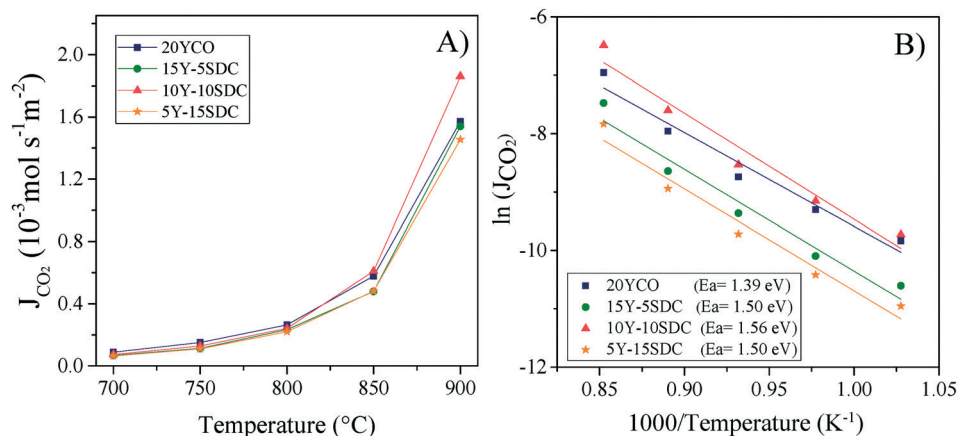 A)
20YCO
15Y-5SDC
10Y-10SDC
5Y-15SDC
2.0
1.6
1.2
0.8
0.4
0.0
J_CO₂ (10⁻³mol s⁻¹m⁻²)
700 750 800 850 900
Temperature (°C)
B)
-6
-8
-10
-12
ln (J_CO₂)
20YCO (Ea= 1.39 eV)
15Y-5SDC (Ea= 1.50 eV)
10Y-10SDC (Ea= 1.56 eV)
5Y-15SDC (Ea= 1.50 eV)
0.85 0.90 0.95 1.00 1.05
1000/Temperature (K⁻¹)